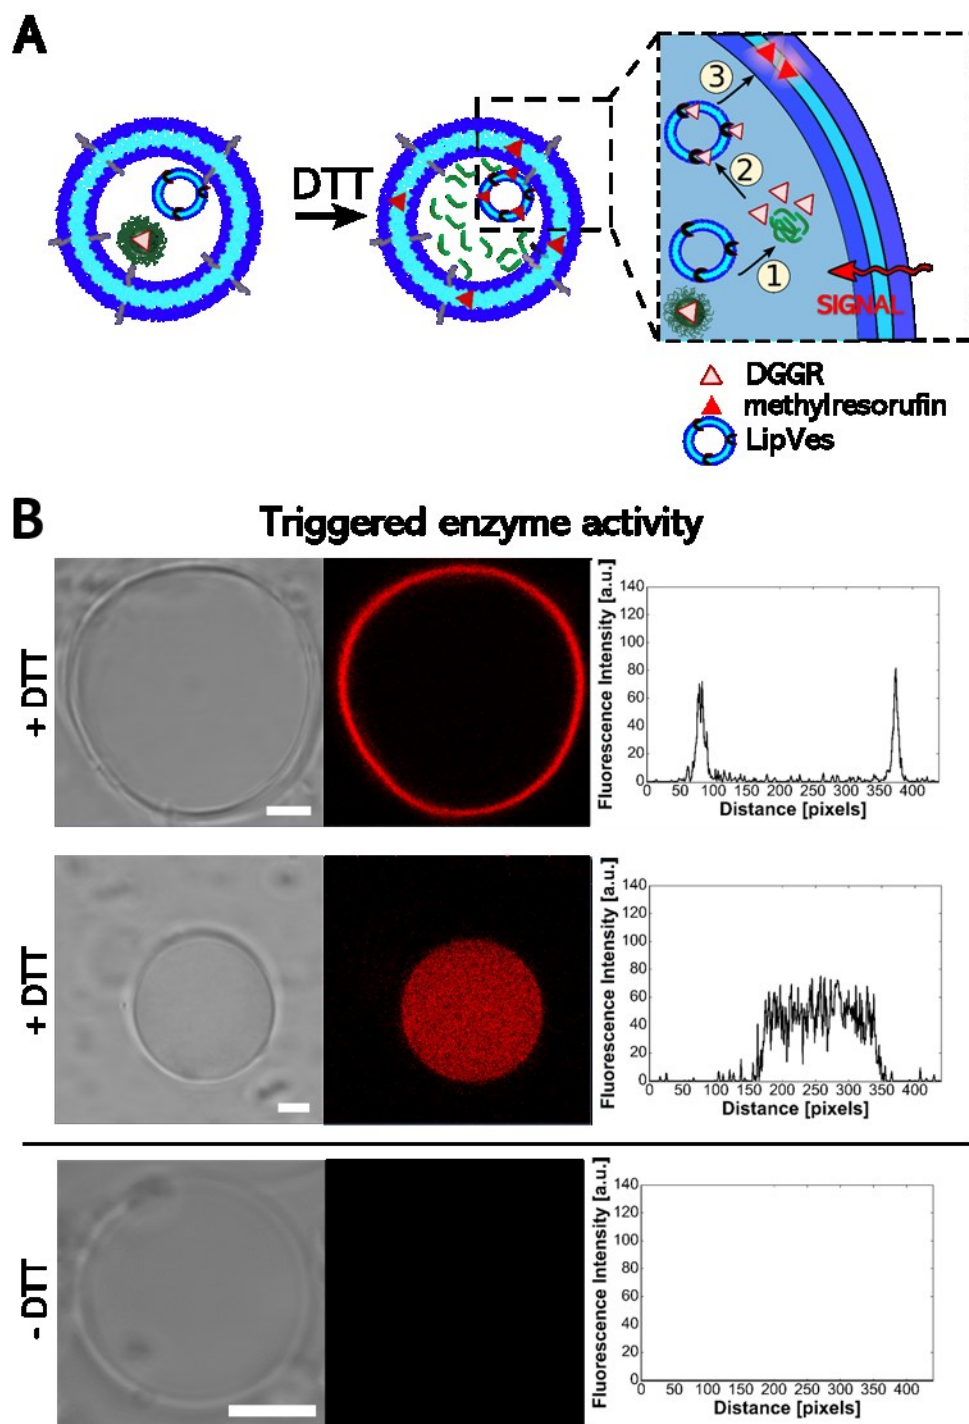 A
DTT
3
2
1
SIGNAL
DGGR
methylresorufin
LipVes
B
Triggered enzyme activity
+ DTT
Fluorescence Intensity [a.u.]
140
120
100
80
60
40
20
0
0 50 100 150 200 250 300 350 400
Distance [pixels]
+ DTT
Fluorescence Intensity [a.u.]
140
120
100
80
60
40
20
0
0 50 100 150 200 250 300 350 400
Distance [pixels]
- DTT
Fluorescence Intensity [a.u.]
140
120
100
80
60
40
20
0
0 50 100 150 200 250 300 350 400
Distance [pixels]